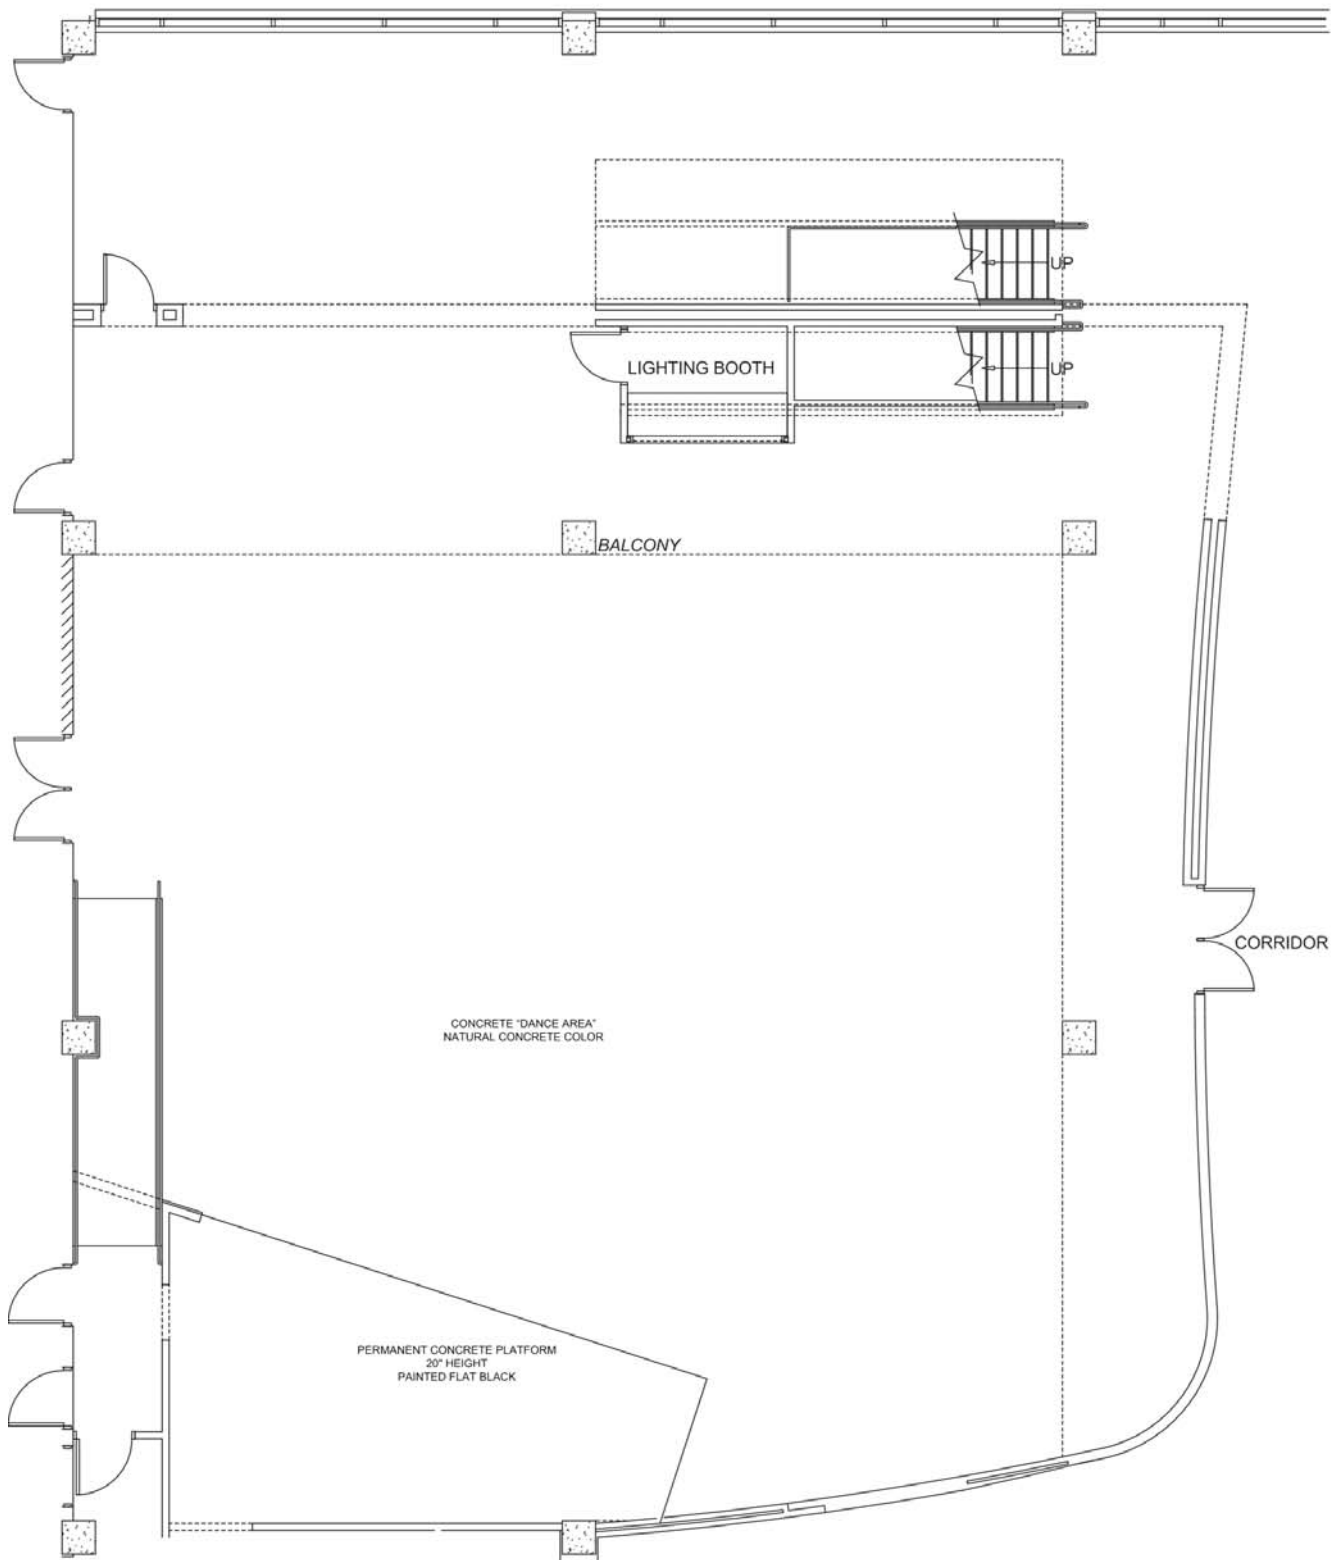 UP
LIGHTING BOOTH
UP
BALCONY
CORRIDOR
CONCRETE "DANCE AREA"
NATURAL CONCRETE COLOR
PERMANENT CONCRETE PLATFORM
20" HEIGHT
PAINTED FLAT BLACK